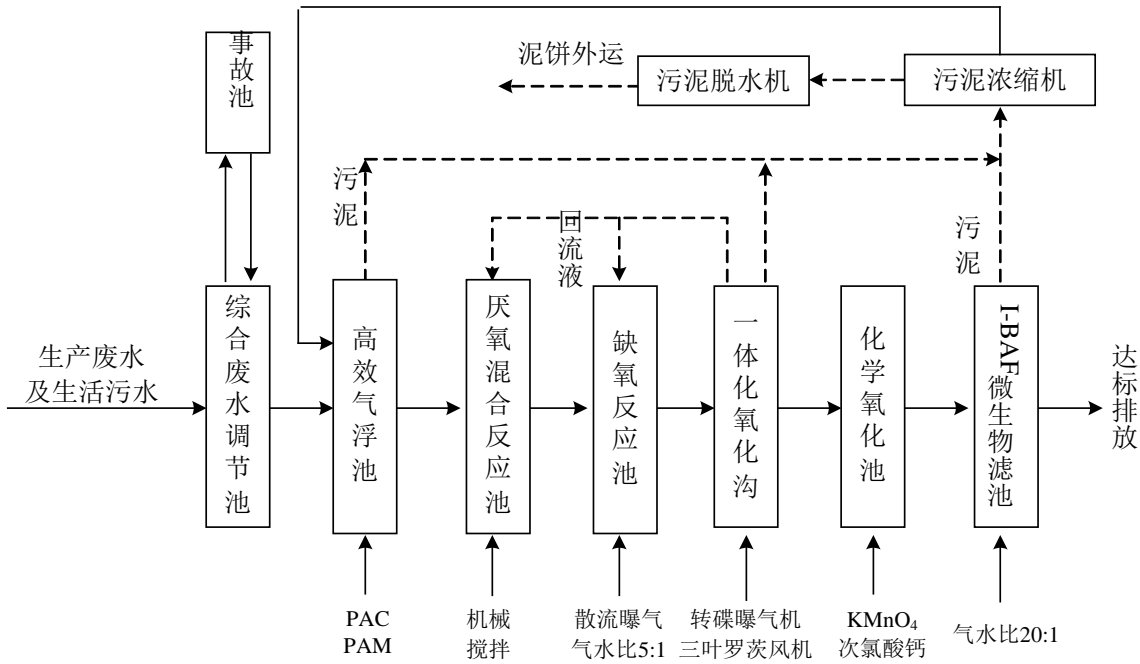 事故池
泥饼外运
污泥脱水机
污泥浓缩机
污泥
回流液
污泥
生产废水
及生活污水
综合废水调节池
高效气浮池
厌氧混合反应池
缺氧反应池
一体化氧化沟
化学氧化池
I-BAF微生物滤池
达标排放
PAC
PAM
机械
搅拌
散流曝气
气水比5:1
转碟曝气机
三叶罗茨风机
KMnO₄
次氯酸钙
气水比20:1